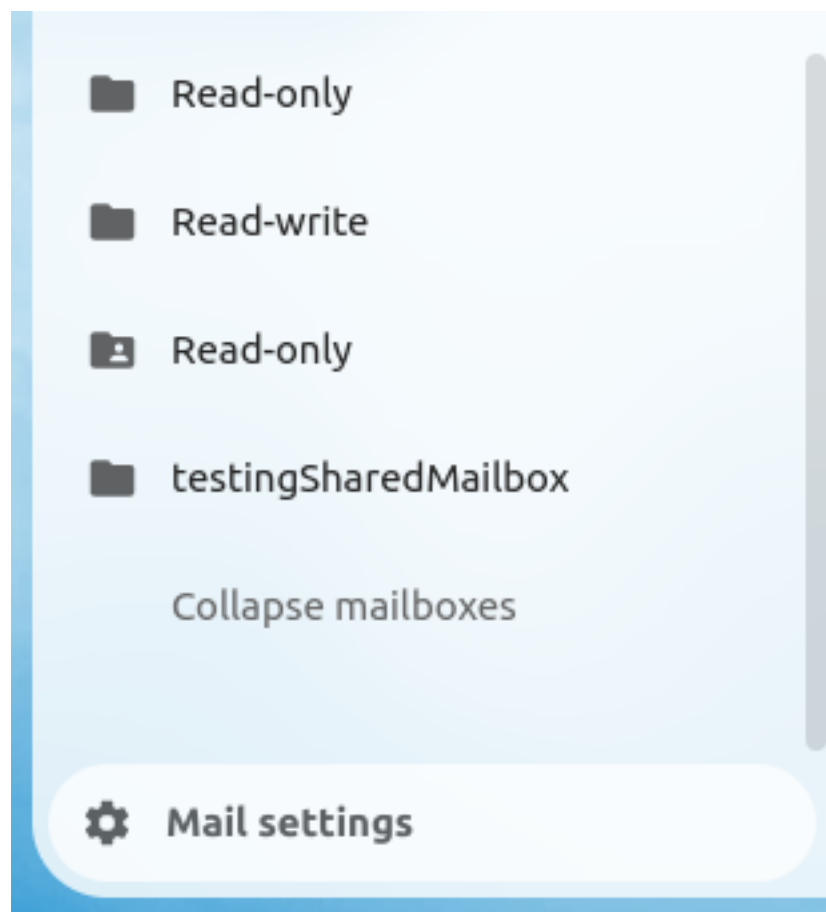 Read-only
Read-write
Read-only
testingSharedMailbox
Collapse mailboxes
Mail settings